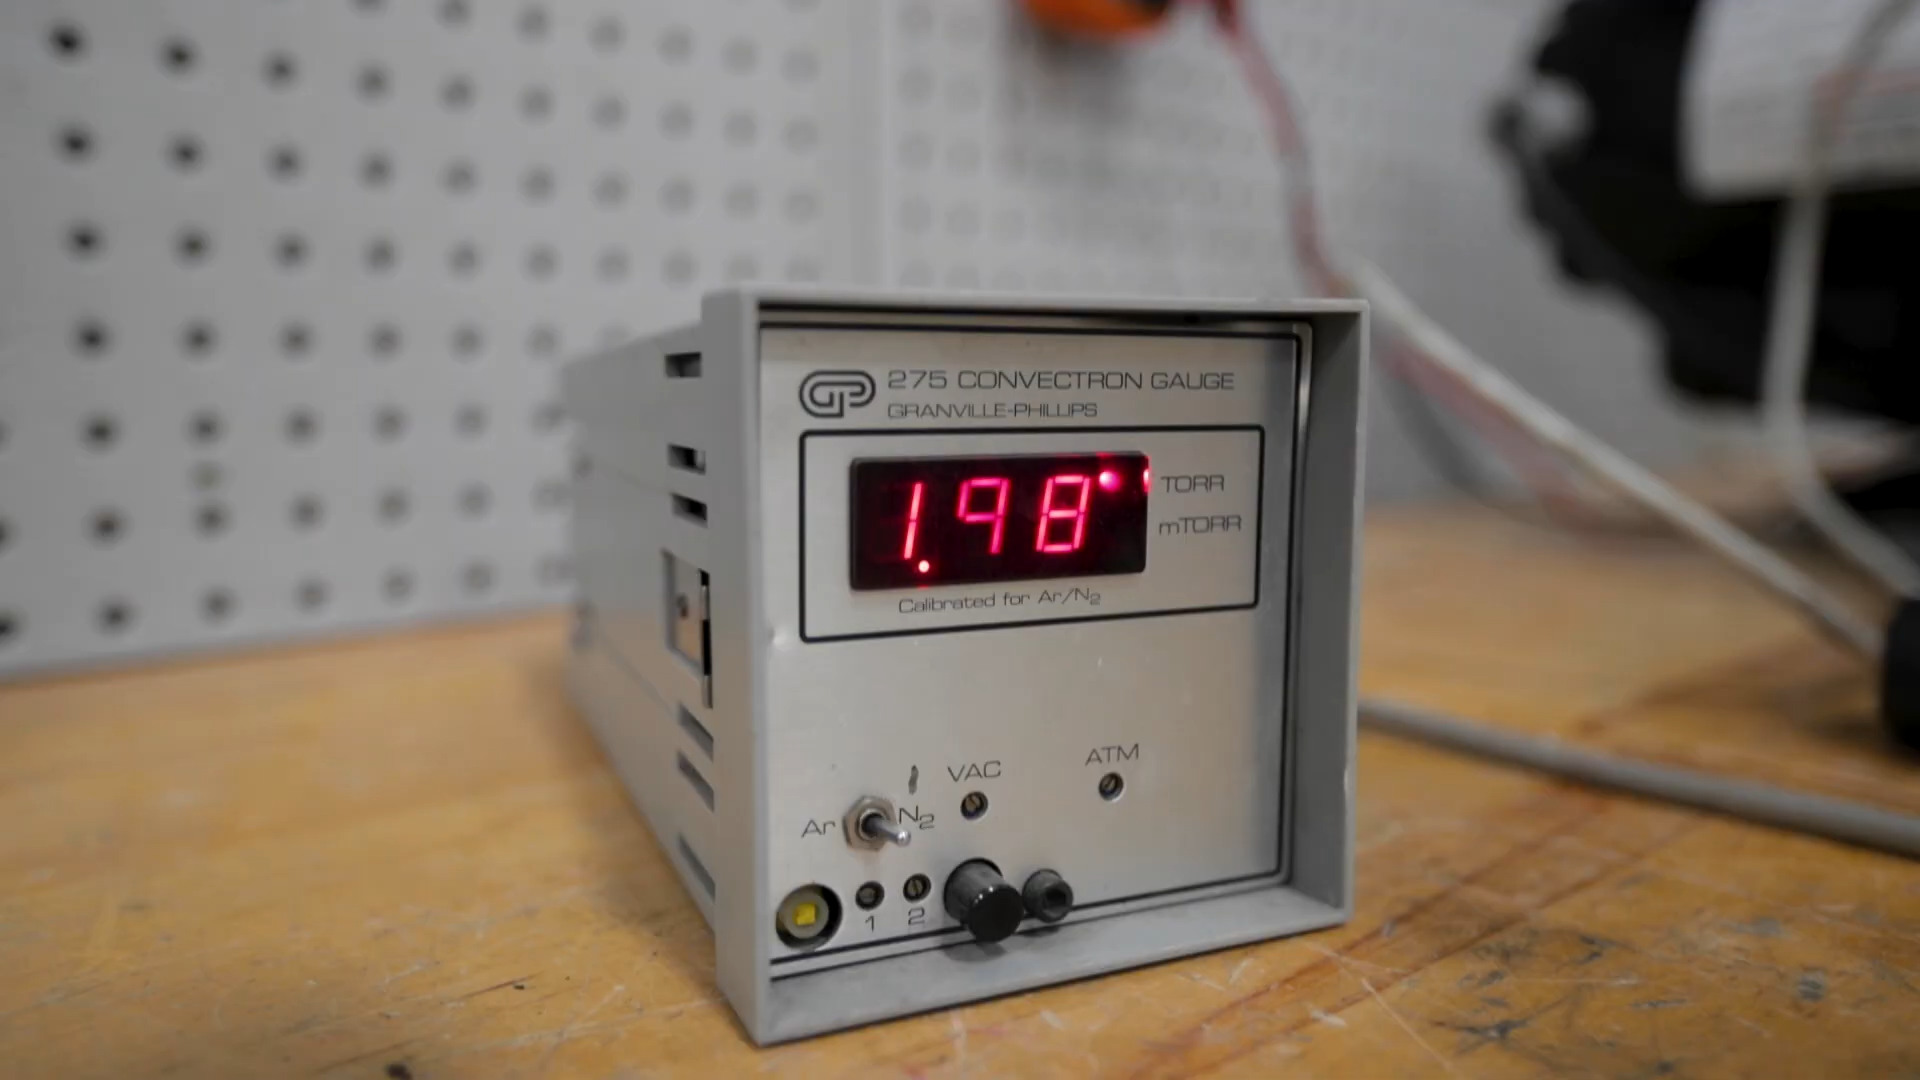 GP
275 CONVECTRON GAUGE
GRANVILLE-PHILLIPS
1.98
TORR
mTORR
Calibrated for Ar/N₂
Ar
N₂
VAC
ATM
1
2